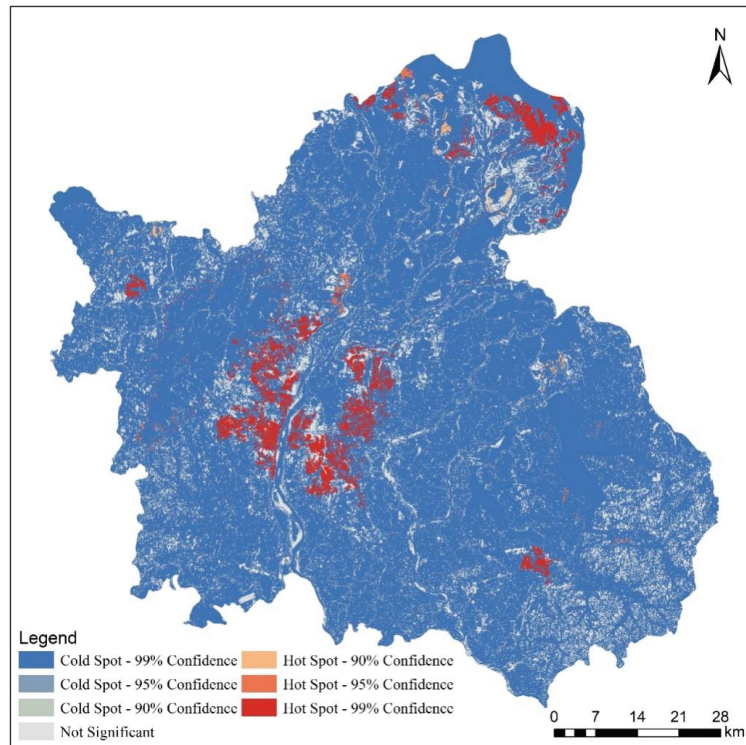 N
Legend
Cold Spot - 99% Confidence
Cold Spot - 95% Confidence
Cold Spot - 90% Confidence
Not Significant
Hot Spot - 90% Confidence
Hot Spot - 95% Confidence
Hot Spot - 99% Confidence
0 7 14 21 28
km